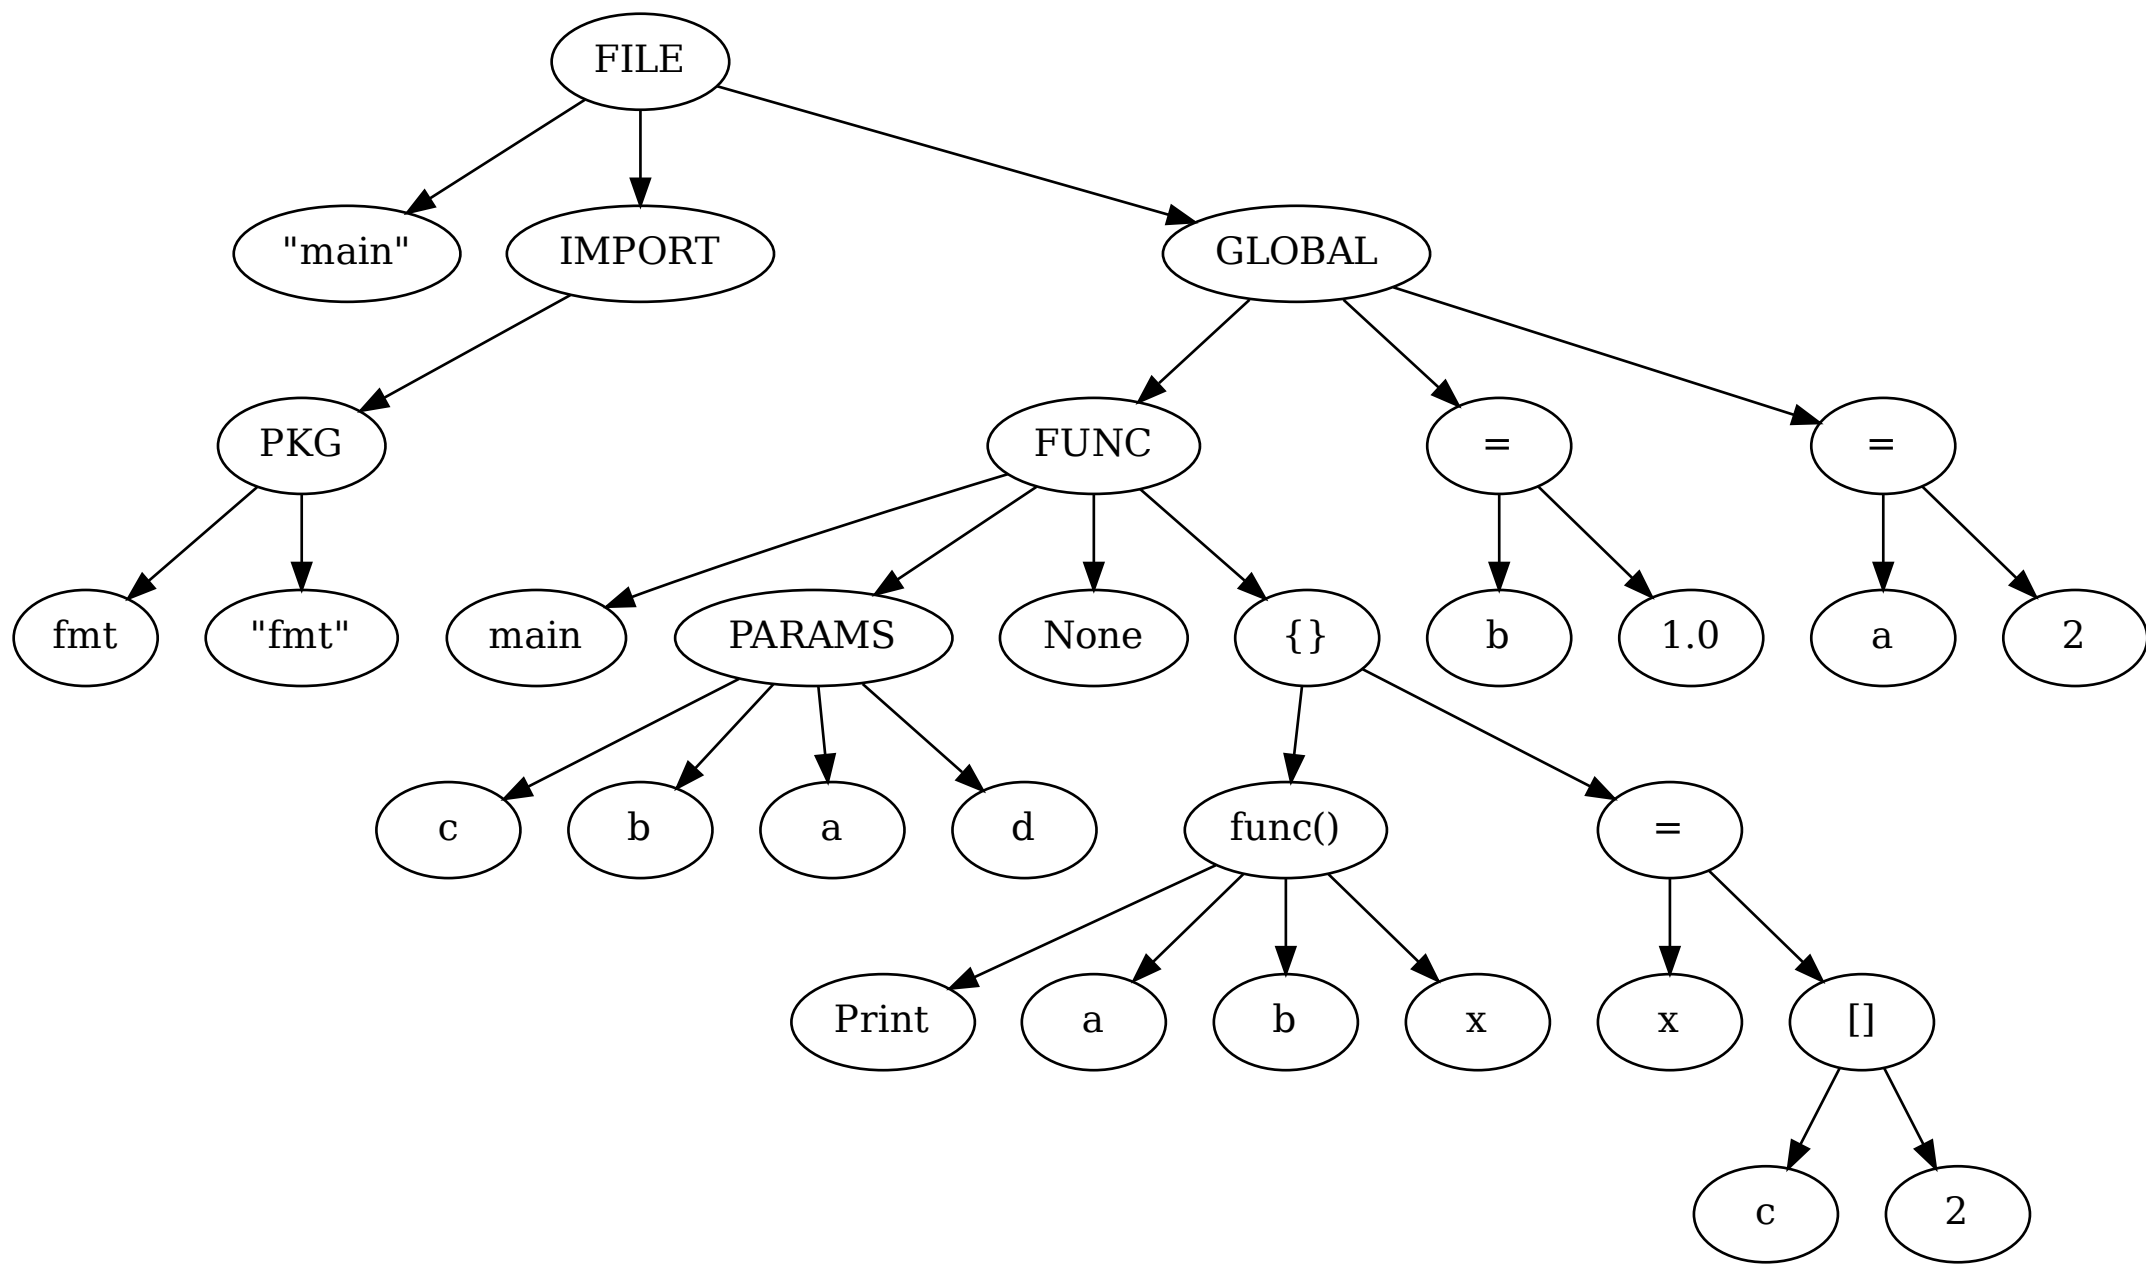 FILE
"main"
IMPORT
GLOBAL
PKG
FUNC
=
=
fmt
"fmt"
main
PARAMS
None
{}
b
1.0
a
2
c
b
a
d
func()
=
Print
a
b
x
x
[]
c
2